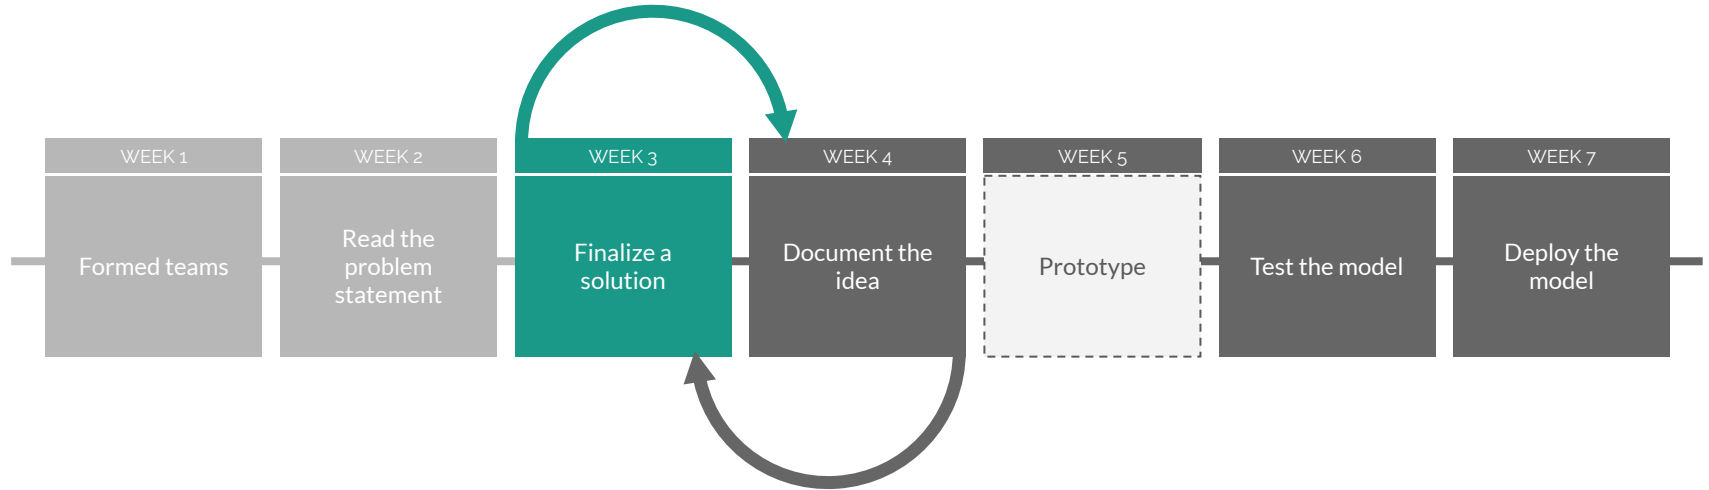 WEEK 1
Formed teams
WEEK 2
Read the
problem
statement
WEEK 3
Finalize a
solution
WEEK 4
Document the
idea
WEEK 5
Prototype
WEEK 6
Test the model
WEEK 7
Deploy the
model